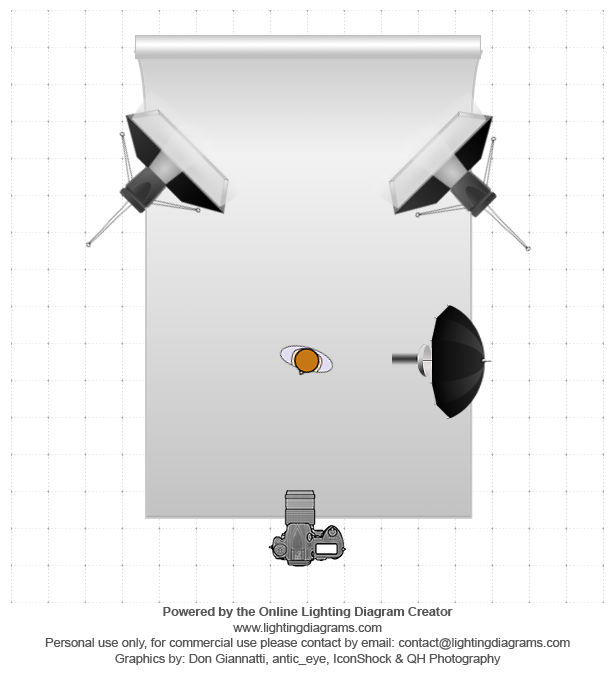 Powered by the Online Lighting Diagram Creator
www.lightingdiagrams.com
Personal use only, for commercial use please contact by email: contact@lightingdiagrams.com
Graphics by: Don Giannatti, antic_eye, IconShock & QH Photography